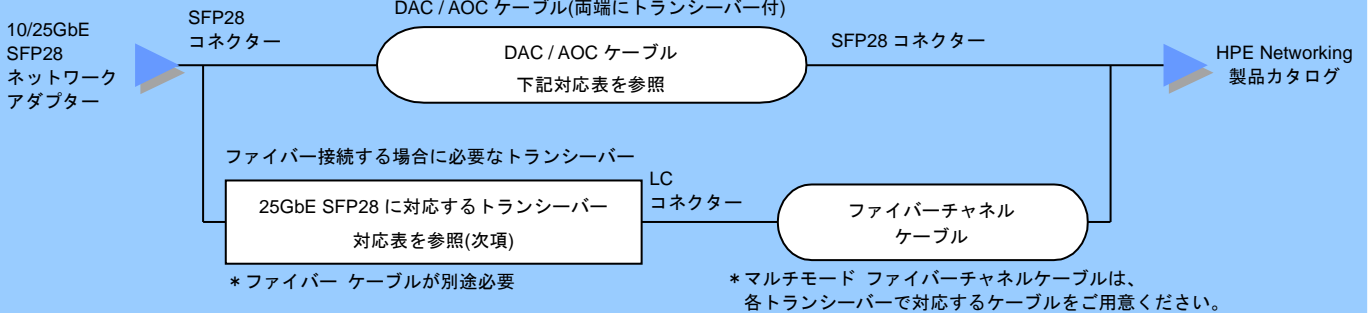 10/25GbE
SFP28
ネットワーク
アダプター
SFP28
コネクター
DAC / AOC ケーブル(両端にトランシーバー付)
DAC / AOC ケーブル
下記対応表を参照
SFP28 コネクター
HPE Networking
製品カタログ
ファイバー接続する場合に必要なトランシーバー
25GbE SFP28 に対応するトランシーバー
対応表を参照(次項)
＊ファイバー ケーブルが別途必要
LC
コネクター
ファイバーチャネル
ケーブル
＊マルチモード ファイバーチャネルケーブルは、
各トランシーバーで対応するケーブルをご用意ください。